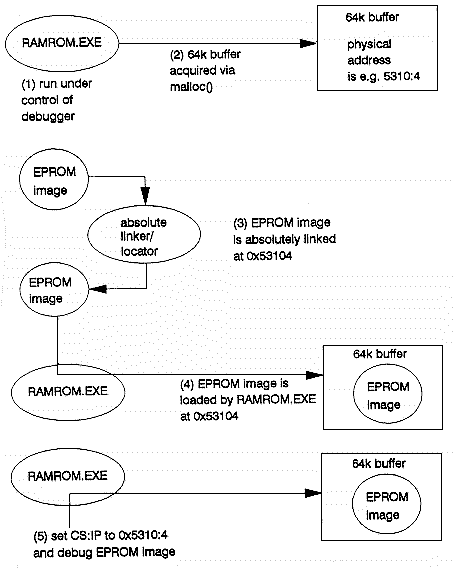 RAMROM.EXE
(1) run under
control of
debugger
(2) 64k buffer
acquired via
malloc()
64k buffer
physical
address
is e.g. 5310:4
EPROM
image
absolute
linker/
locator
(3) EPROM image
is absolutely linked
at 0x53104
EPROM
image
RAMROM.EXE
(4) EPROM image is
loaded by RAMROM.EXE
at 0x53104
64k buffer
EPROM
image
RAMROM.EXE
(5) set CS:IP to 0x5310:4
and debug EPROM image
64k buffer
EPROM
image